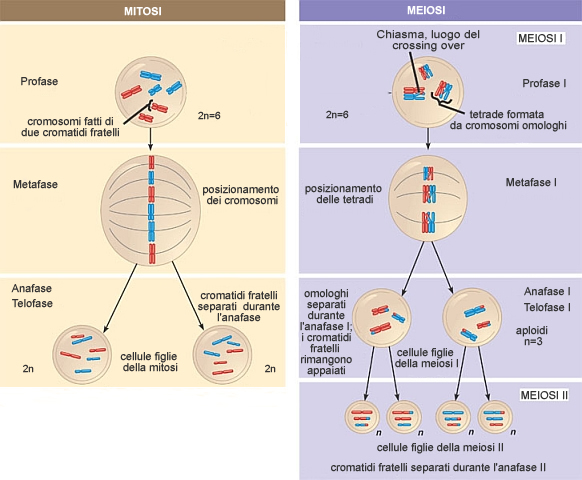 MITOSI
Profase
cromosomi fatti di
due cromatidi fratelli
2n=6
Metafase
posizionamento
dei cromosomi
Anafase
Telofase
cromatidi fratelli
separati durante
l'anafase
2n
cellule figlie
della mitosi
2n
MEIOSI
MEIOSI I
Chiasma, luogo del
crossing over
Profase I
2n=6
tetrade formata
da cromosomi omologhi
Metafase I
posizionamento
delle tetradi
omologhi
separati
durante
l'anafase I;
i cromatidi
fratelli
rimangono
appaiati
Anafase I
Telofase I
aploidi
n=3
cellule figlie
della meiosi I
MEIOSI II
n
n
n
n
cellule figlie della meiosi II
cromatidi fratelli separati durante l'anafase II